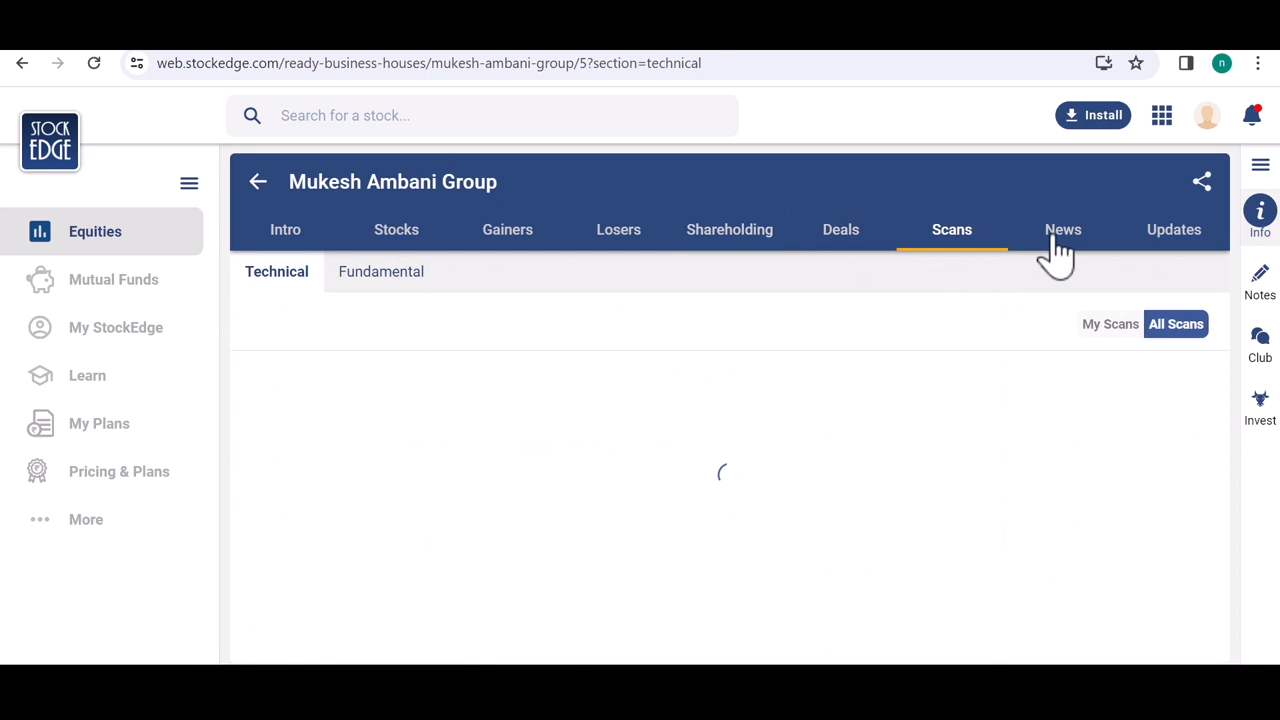 web.stockedge.com/ready-business-houses/mukesh-ambani-group/5?section=technical
n
STOCK
EDGE
Search for a stock...
Install
Mukesh Ambani Group
Intro Stocks Gainers Losers Shareholding Deals Scans News Updates
Technical Fundamental
My Scans All Scans
Equities
Mutual Funds
My StockEdge
Learn
My Plans
Pricing & Plans
More
Info
Notes
Club
Invest